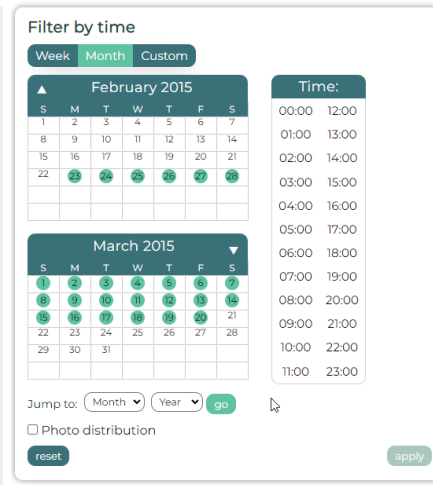 Filter by time
Week Month Custom
February 2015
S M T W T F S
1 2 3 4 5 6 7
8 9 10 11 12 13 14
15 16 17 18 19 20 21
22 23 24 25 26 27 28
March 2015
S M T W T F S
1 2 3 4 5 6 7
8 9 10 11 12 13 14
15 16 17 18 19 20 21
22 23 24 25 26 27 28
29 30 31
Time:
00:00 12:00
01:00 13:00
02:00 14:00
03:00 15:00
04:00 16:00
05:00 17:00
06:00 18:00
07:00 19:00
08:00 20:00
09:00 21:00
10:00 22:00
11:00 23:00
Jump to: Month Year go
Photo distribution
reset apply